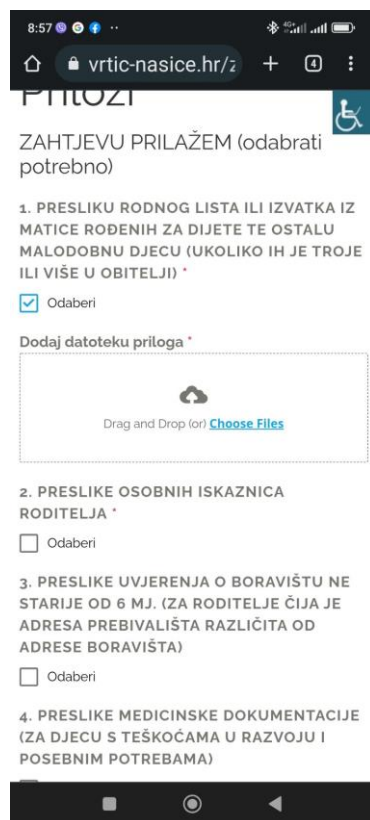 8:57
4G+
vrtic-nasice.hr/z
4
Prilozi
ZAHTJEVU PRILAŽEM (odabrati
potrebno)
1. PRESLIKU RODNOG LISTA ILI IZVATKA IZ
MATICE ROĐENIH ZA DIJETE TE OSTALU
MALODOBNU DJECU (UKOLIKO IH JE TROJE
ILI VIŠE U OBITELJI) *
Odaberi
Dodaj datoteku priloga *
Drag and Drop (or) Choose Files
2. PRESLIKE OSOBNIH ISKAZNICA
RODITELJA *
Odaberi
3. PRESLIKE UVJERENJA O BORAVIŠTU NE
STARIJE OD 6 MJ. (ZA RODITELJE ČIJA JE
ADRESA PREBIVALIŠTA RAZLIČITA OD
ADRESE BORAVIŠTA)
Odaberi
4. PRESLIKE MEDICINSKE DOKUMENTACIJE
(ZA DJECU S TEŠKOĆAMA U RAZVOJU I
POSEBNIM POTREBAMA)